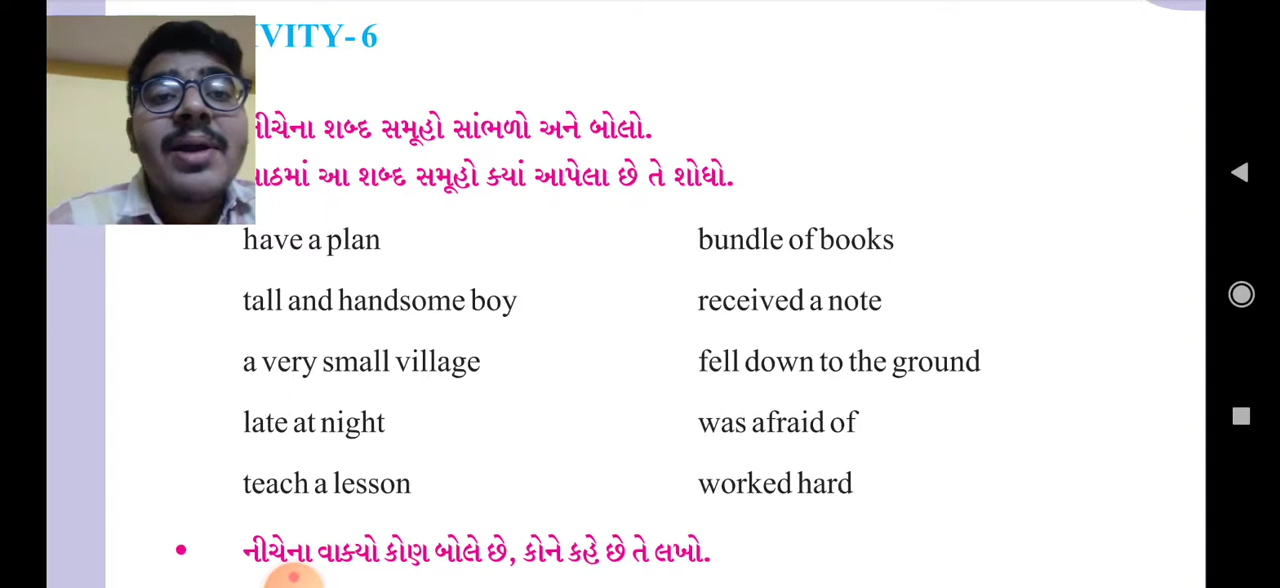 IVITY- 6
નીચેના શબ્દ સમૂહો સાંભળો અને બોલો.
પાઠમાં આ શબ્દ સમૂહો ક્યાં આપેલા છે તે શોધો.
have a plan
bundle of books
tall and handsome boy
received a note
a very small village
fell down to the ground
late at night
was afraid of
teach a lesson
worked hard
• નીચેના વાક્યો કોણ બોલે છે, કોને કહે છે તે લખો.